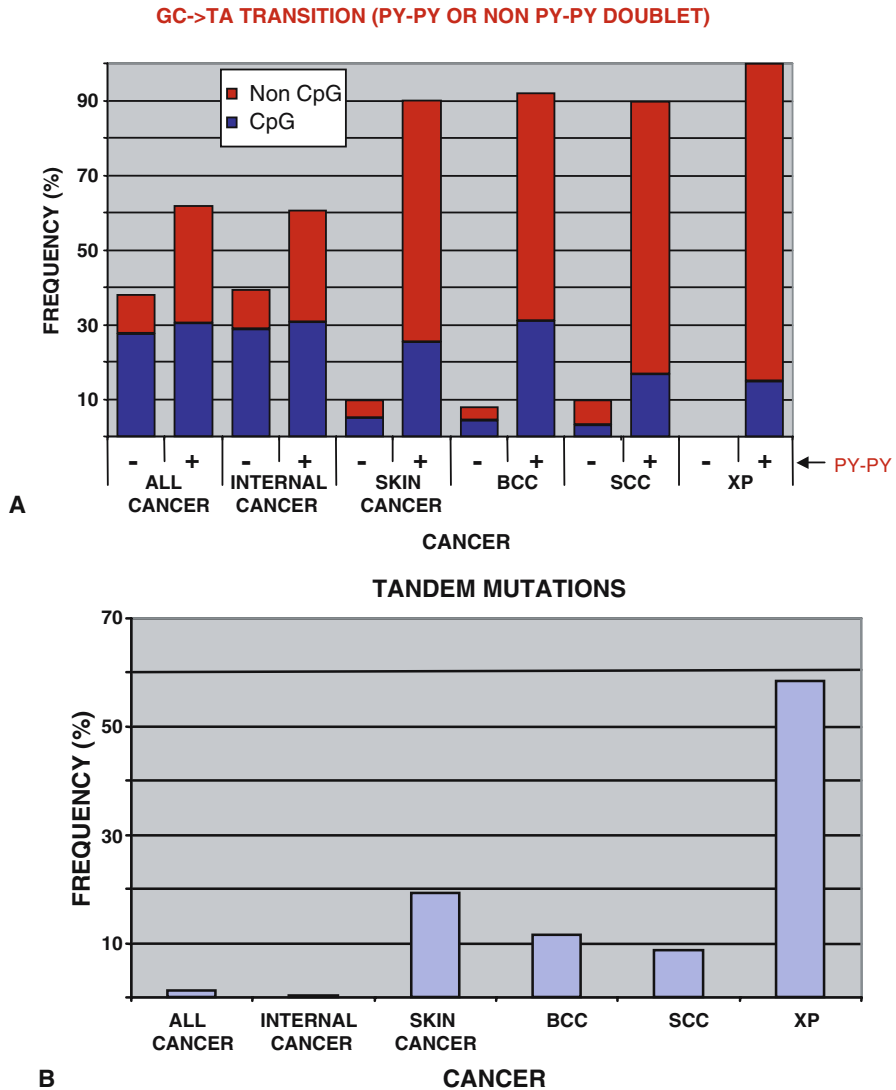 GC->TA TRANSITION (PY-PY OR NON PY-PY DOUBLET)
Non CpG
CpG
90
70
50
30
10
FREQUENCY (%)
- + - + - + - + - + - +
← PY-PY
ALL CANCER
INTERNAL CANCER
SKIN CANCER
BCC
SCC
XP
A
CANCER
TANDEM MUTATIONS
70
50
30
10
FREQUENCY (%)
ALL CANCER
INTERNAL CANCER
SKIN CANCER
BCC
SCC
XP
B
CANCER